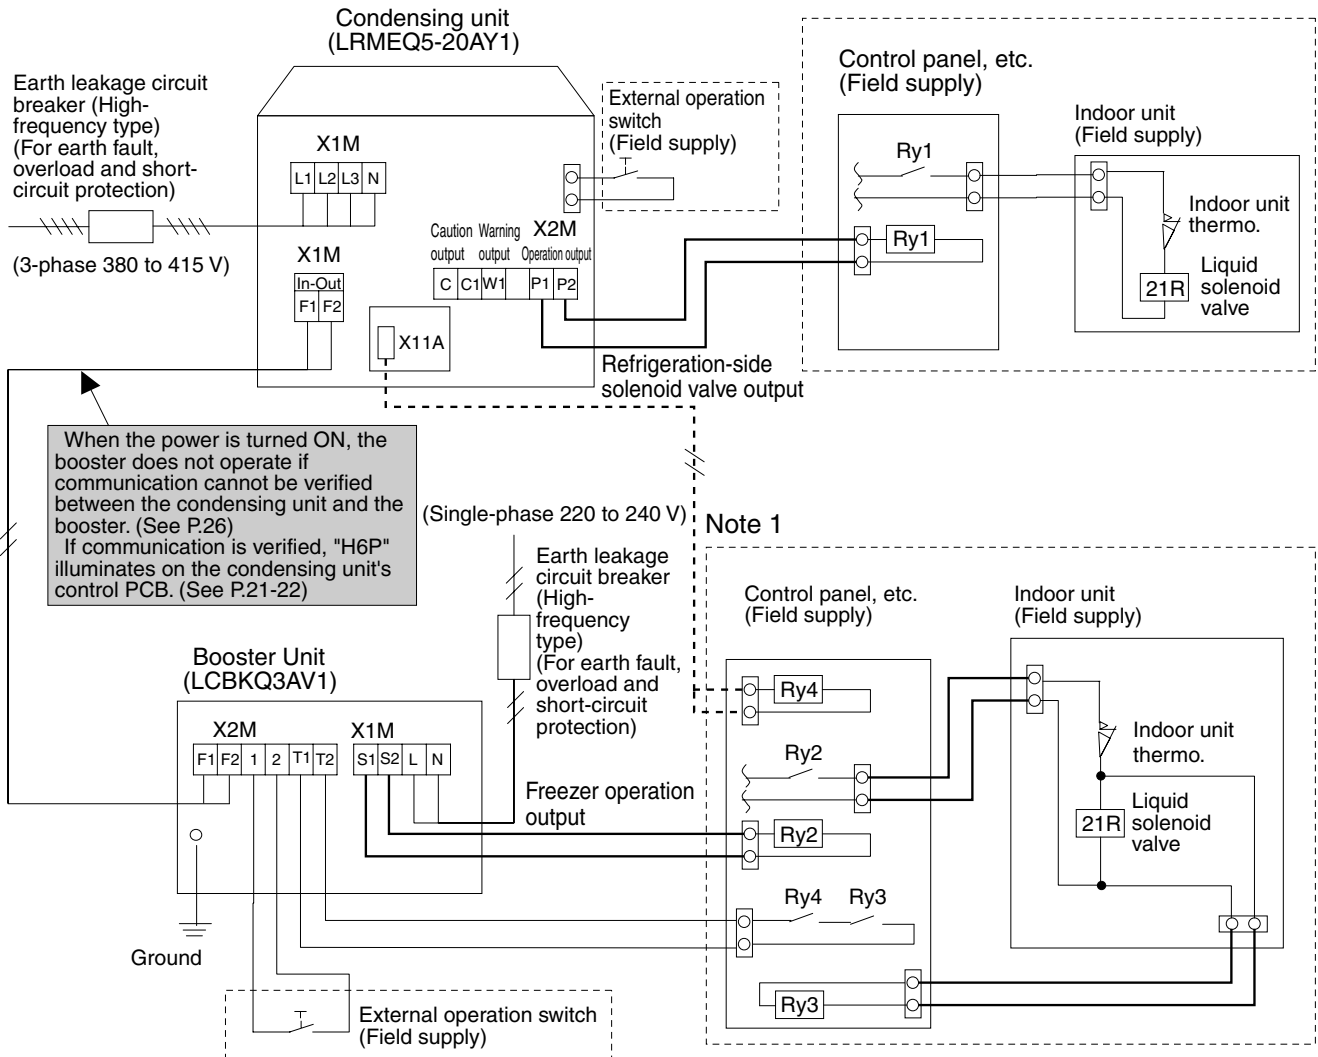 Condensing unit
(LRMEQ5-20AY1)
Earth leakage circuit
breaker (High-
frequency type)
(For earth fault,
overload and short-
circuit protection)
(3-phase 380 to 415 V)
X1M
L1 L2 L3 N
X1M
In-Out
F1 F2
External operation
switch
(Field supply)
Caution Warning X2M
output output Operation output
C C1 W1 P1 P2
X11A
Refrigeration-side
solenoid valve output
Control panel, etc.
(Field supply)
Ry1
Ry1
Indoor unit
(Field supply)
Indoor unit
thermo.
21R
Liquid
solenoid
valve
When the power is turned ON, the
booster does not operate if
communication cannot be verified
between the condensing unit and the
booster. (See P.26)
If communication is verified, "H6P"
illuminates on the condensing unit's
control PCB. (See P.21-22)
(Single-phase 220 to 240 V)
Earth leakage
circuit breaker
(High-
frequency
type)
(For earth fault,
overload and
short-circuit
protection)
Booster Unit
(LCBKQ3AV1)
X2M
F1 F2 1 2 T1 T2
X1M
S1 S2 L N
Freezer operation
output
Ground
External operation switch
(Field supply)
Note 1
Control panel, etc.
(Field supply)
Ry4
Ry2
Ry2
Ry4 Ry3
Ry3
Indoor unit
(Field supply)
Indoor unit
thermo.
21R
Liquid
solenoid
valve